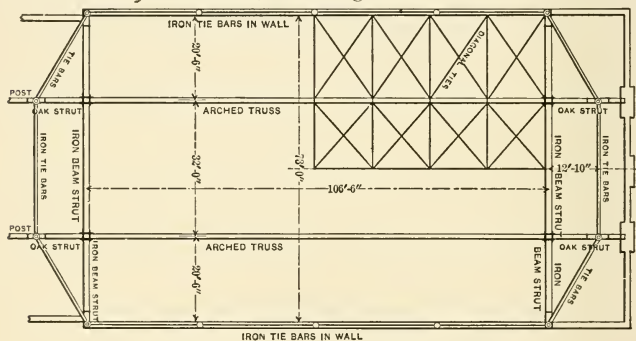 IRON TIE BARS IN WALL
TIE BARS
20'-6"
DIAGONAL TIES
POST
OAK STRUT
ARCHED TRUSS
OAK STRUT
IRON TIE BARS
IRON BEAM STRUT
32'-0"
73'-0"
106'-6"
12'-10"
IRON BEAM STRUT
IRON TIE BARS
POST
OAK STRUT
ARCHED TRUSS
OAK STRUT
IRON BEAM STRUT
20'-6"
BEAM STRUT
IRON
TIE BARS
IRON TIE BARS IN WALL